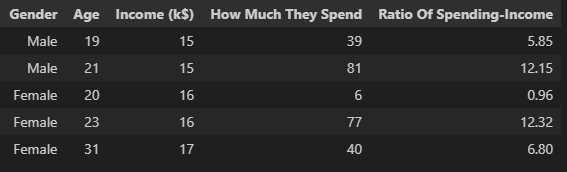 Gender Age Income (k$) How Much They Spend Ratio Of Spending-Income
Male 19 15 39 5.85
Male 21 15 81 12.15
Female 20 16 6 0.96
Female 23 16 77 12.32
Female 31 17 40 6.80